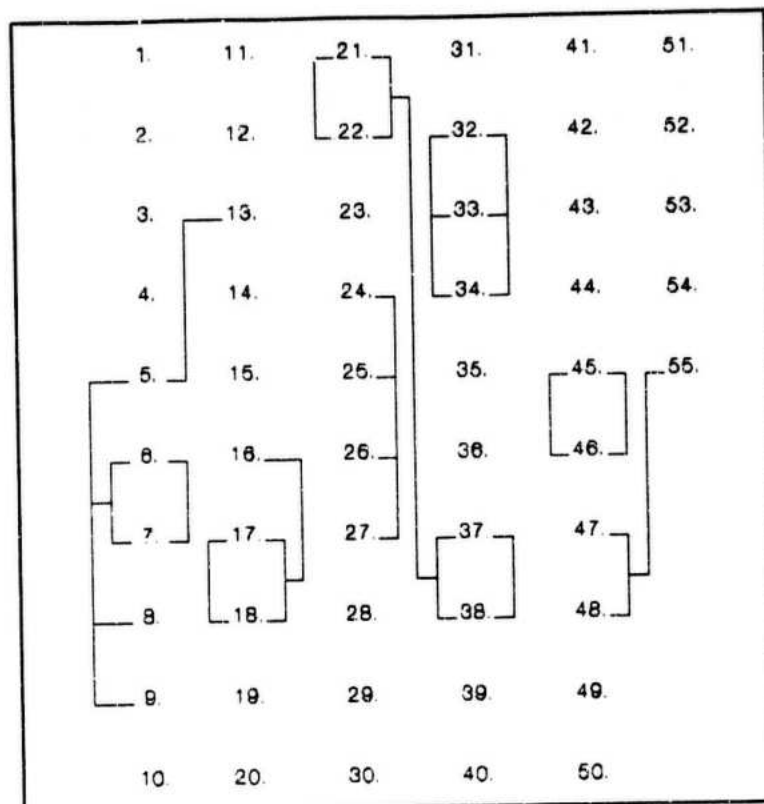 1. 11. 21. 31. 41. 51.
2. 12. 22. 32. 42. 52.
3. 13. 23. 33. 43. 53.
4. 14. 24. 34. 44. 54.
5. 15. 25. 35. 45. 55.
6. 16. 26. 36. 46.
7. 17. 27. 37. 47.
8. 18. 28. 38. 48.
9. 19. 29. 39. 49.
10. 20. 30. 40. 50.